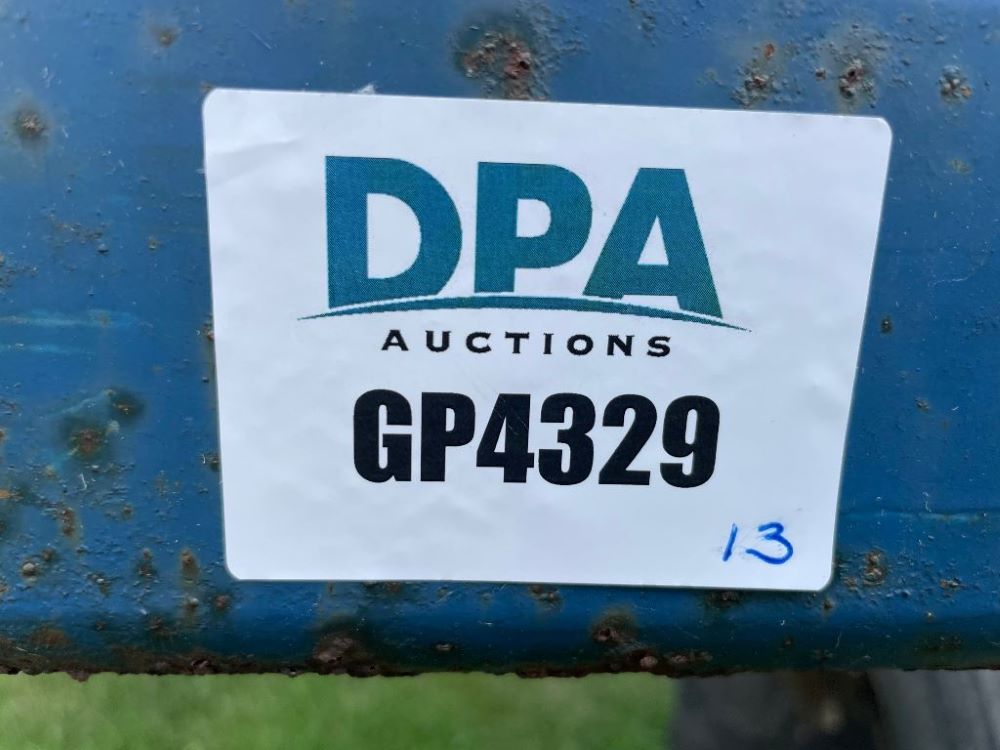 DPA
AUCTIONS
GP4329
13